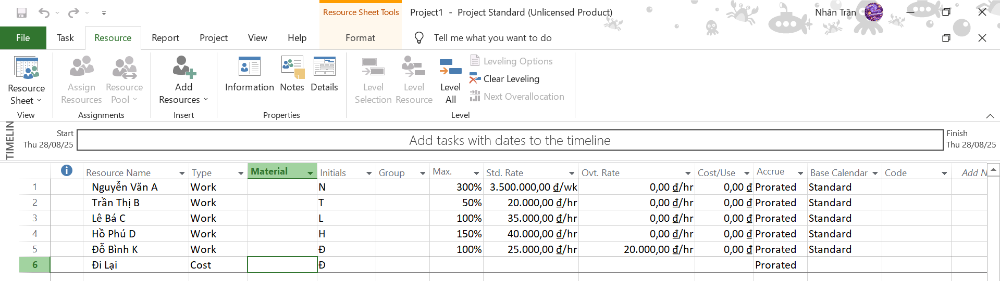 Resource Sheet Tools
Project1 - Project Standard (Unlicensed Product)
Nhân Trần
File Task Resource Report Project View Help Format Tell me what you want to do
Resource Sheet
View
Assign Resources
Resource Pool
Assignments
Add Resources
Insert
Information
Notes
Details
Properties
Level Selection
Level Resource
Level All
Leveling Options
Clear Leveling
Next Overallocation
Level
TIMELIN
Start
Thu 28/08/25
Add tasks with dates to the timeline
Finish
Thu 28/08/25
Resource Name Type Material Initials Group Max. Std. Rate Ovt. Rate Cost/Use Accrue Base Calendar Code Add N
1 Nguyễn Văn A Work N 300% 3.500.000,00 ₫/wk 0,00 ₫/hr 0,00 ₫ Prorated Standard
2 Trần Thị B Work T 50% 20.000,00 ₫/hr 0,00 ₫/hr 0,00 ₫ Prorated Standard
3 Lê Bá C Work L 100% 35.000,00 ₫/hr 0,00 ₫/hr 0,00 ₫ Prorated Standard
4 Hồ Phú D Work H 150% 40.000,00 ₫/hr 0,00 ₫/hr 0,00 ₫ Prorated Standard
5 Đỗ Bình K Work Đ 100% 25.000,00 ₫/hr 20.000,00 ₫/hr 0,00 ₫ Prorated Standard
6 Đi Lại Cost Đ Prorated